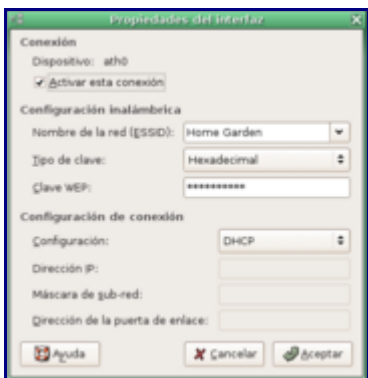 Propiedades del interfaz
Conexión
Dispositivo: ath0
Activar esta conexión
Configuración inalámbrica
Nombre de la red (ESSID): Home Garden
Tipo de clave: Hexadecimal
Clave WEP: **********
Configuración de conexión
Configuración: DHCP
Dirección IP:
Máscara de sub-red:
Dirección de la puerta de enlace:
Ayuda Cancelar Aceptar